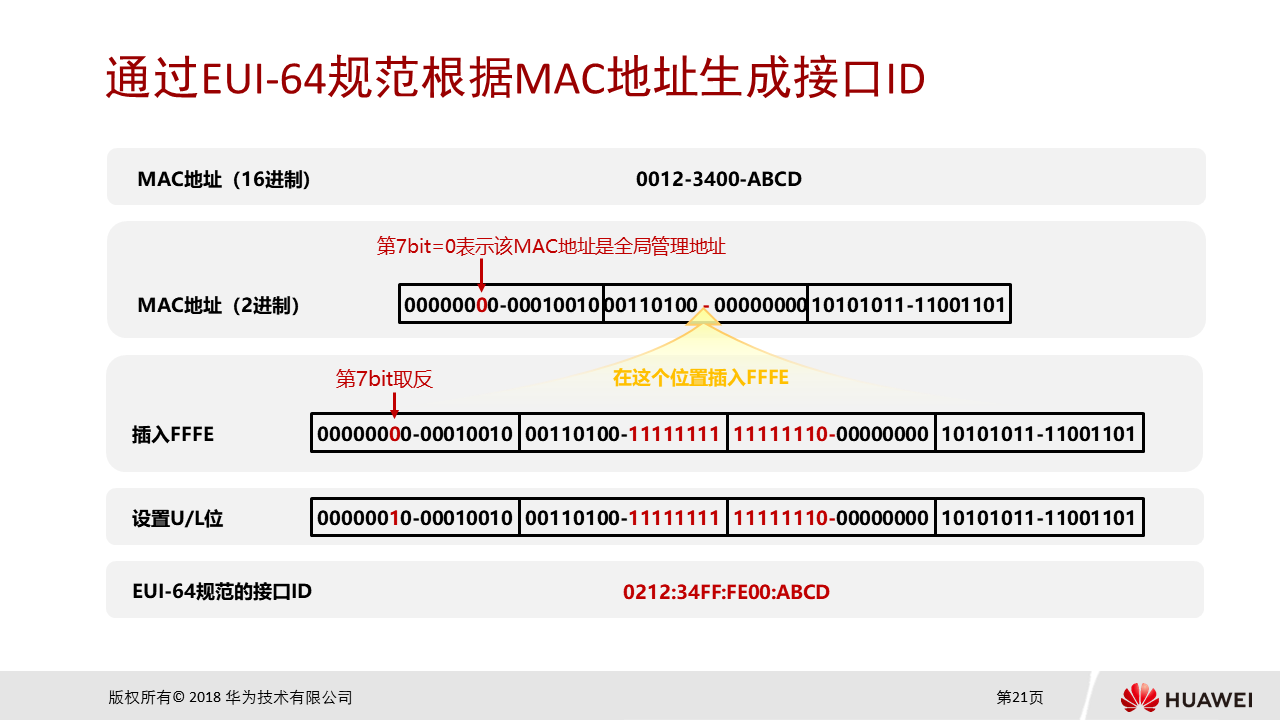 通过EUI-64规范根据MAC地址生成接口ID
MAC地址（16进制) 0012-3400-ABCD
第7bit=0表示该MAC地址是全局管理地址
MAC地址（2进制） 00000000-00010010 00110100 - 00000000 10101011-11001101
第7bit取反 在这个位置插入FFFE
插入FFFE 00000000-00010010 00110100-11111111 11111110-00000000 10101011-11001101
设置U/L位 00000010-00010010 00110100-11111111 11111110-00000000 10101011-11001101
EUI-64规范的接口ID 0212:34FF:FE00:ABCD
版权所有© 2018 华为技术有限公司 第21页 HUAWEI